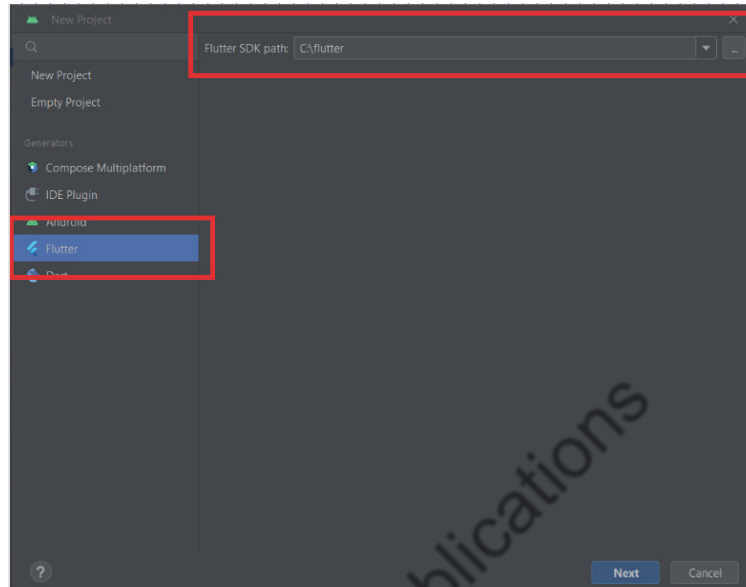 New Project
Flutter SDK path: C:\flutter
...
New Project
Empty Project
Generators
Compose Multiplatform
IDE Plugin
Android
Flutter
Dart
blications
?
Next
Cancel